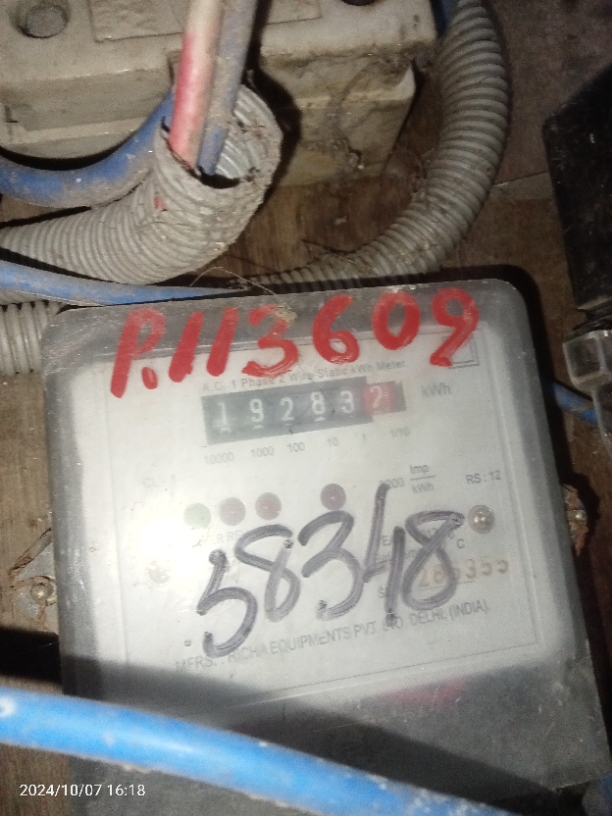 P.113609
A.C. 1 Phase 2 Wire Static kWh Meter.
192832 kWh
10000 1000 100 10 1 1/10
Imp
kWh
RS : 12
58348
MFRS. : RICHA EQUIPMENTS PVT. LTD. DELHI, (INDIA).
2024/10/07 16:18